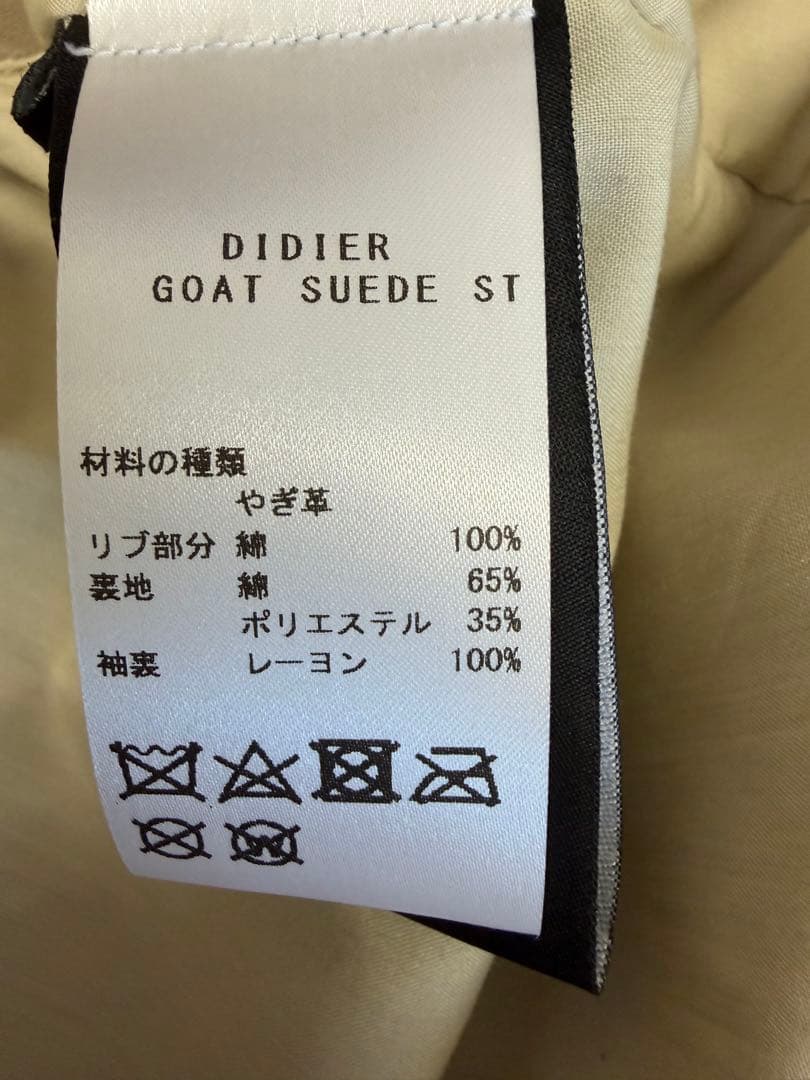 DIDIER
GOAT SUEDE ST
材料の種類
やぎ革
リブ部分 綿 100%
裏地 綿 65%
ポリエステル 35%
袖裏 レーヨン 100%
W